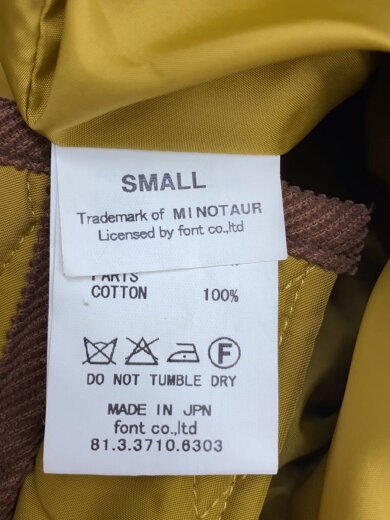 SMALL
Trademark of MINOTAUR
Licensed by font co.,ltd
PARTS
COTTON 100%
F
DO NOT TUMBLE DRY
MADE IN JPN
font co.,ltd
81.3.3710.6303